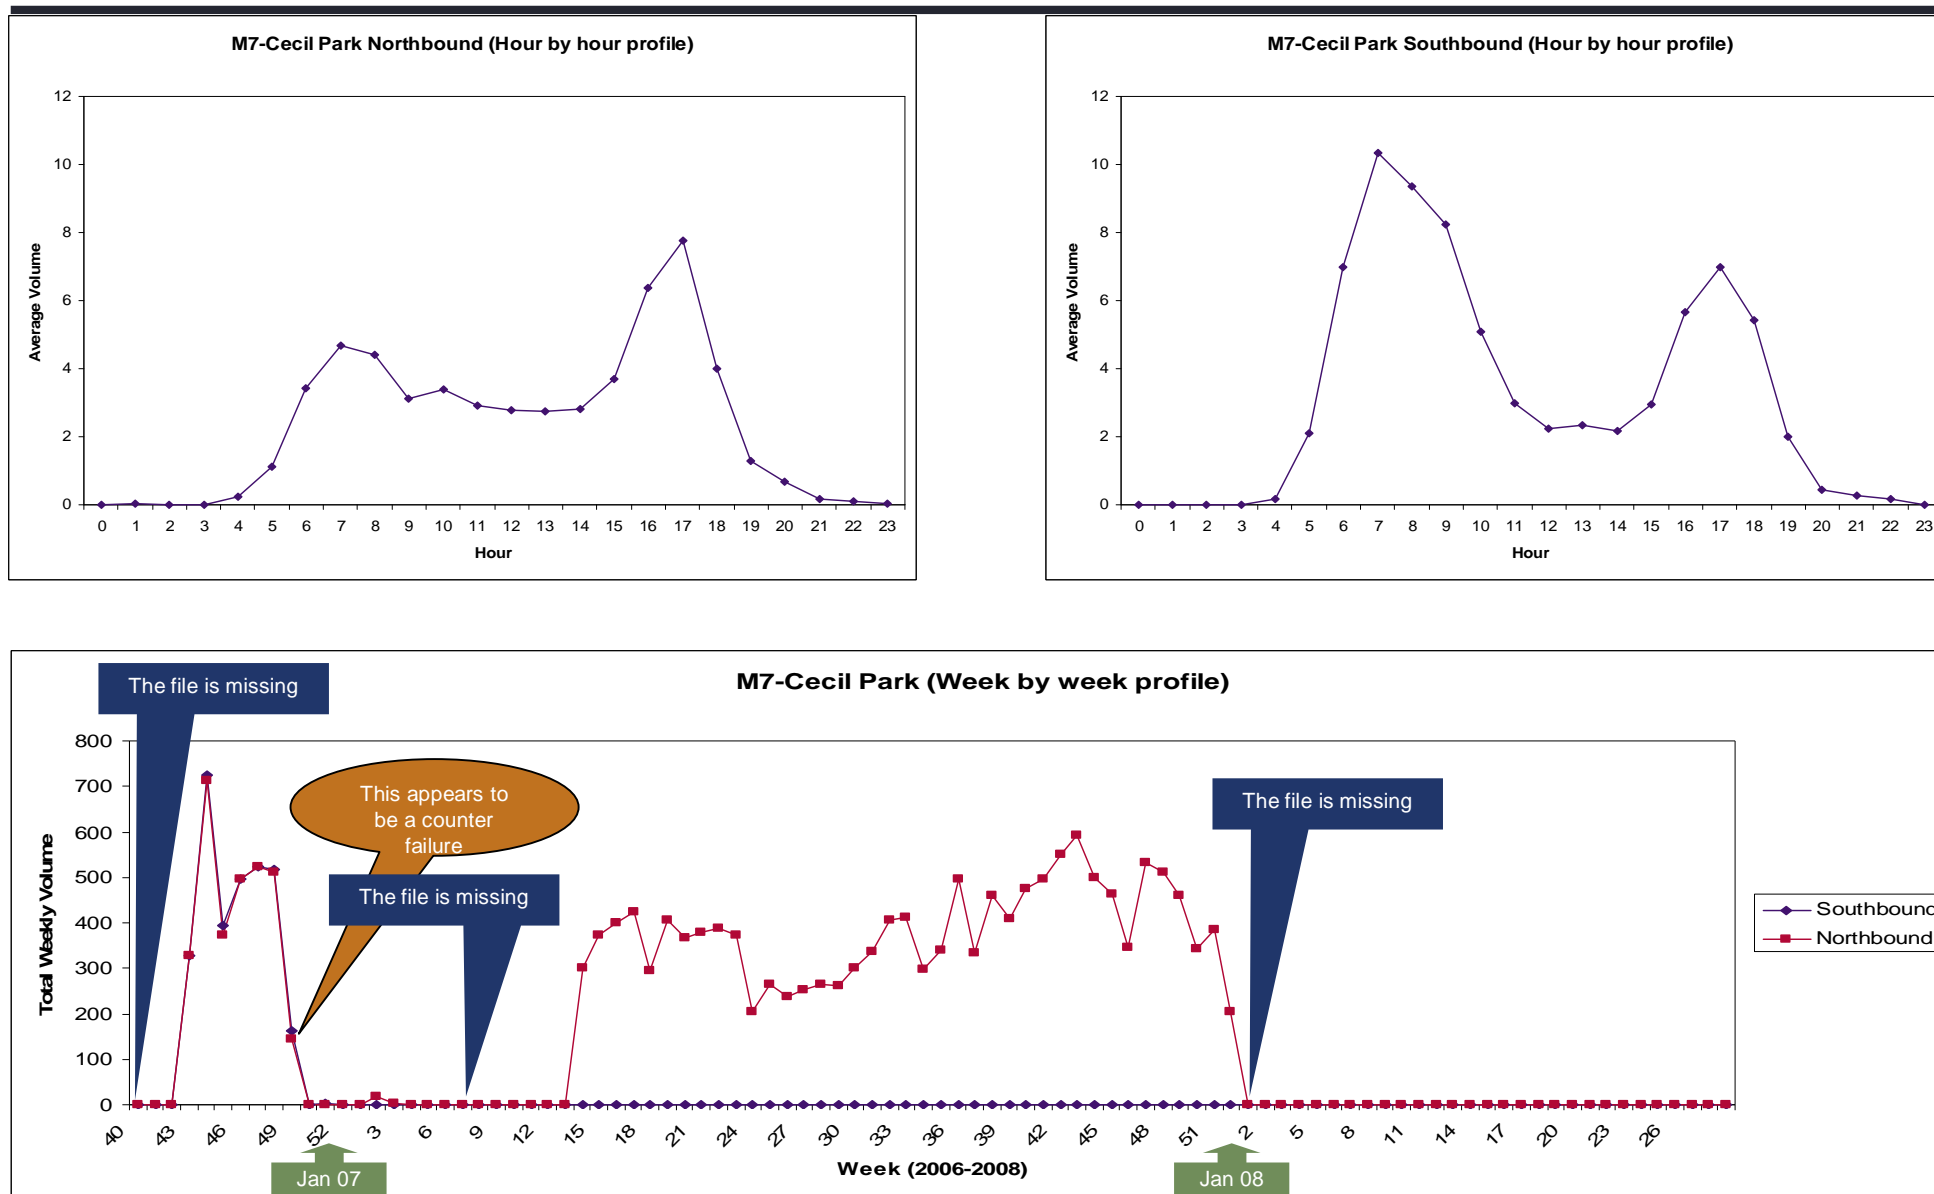 M7-Cecil Park Northbound (Hour by hour profile)
12
10
8
6
4
2
0
Average Volume
0 1 2 3 4 5 6 7 8 9 10 11 12 13 14 15 16 17 18 19 20 21 22 23
Hour
M7-Cecil Park Southbound (Hour by hour profile)
12
10
8
6
4
2
0
Average Volume
0 1 2 3 4 5 6 7 8 9 10 11 12 13 14 15 16 17 18 19 20 21 22 23
Hour
M7-Cecil Park (Week by week profile)
The file is missing
This appears to
be a counter
failure
The file is missing
The file is missing
800
700
600
500
400
300
200
100
0
Total Weekly Volume
40 43 46 49 52 3 6 9 12 15 18 21 24 27 30 33 36 39 42 45 48 51 2 5 8 11 14 17 20 23 26
Week (2006-2008)
Jan 07
Jan 08
Southbound
Northbound